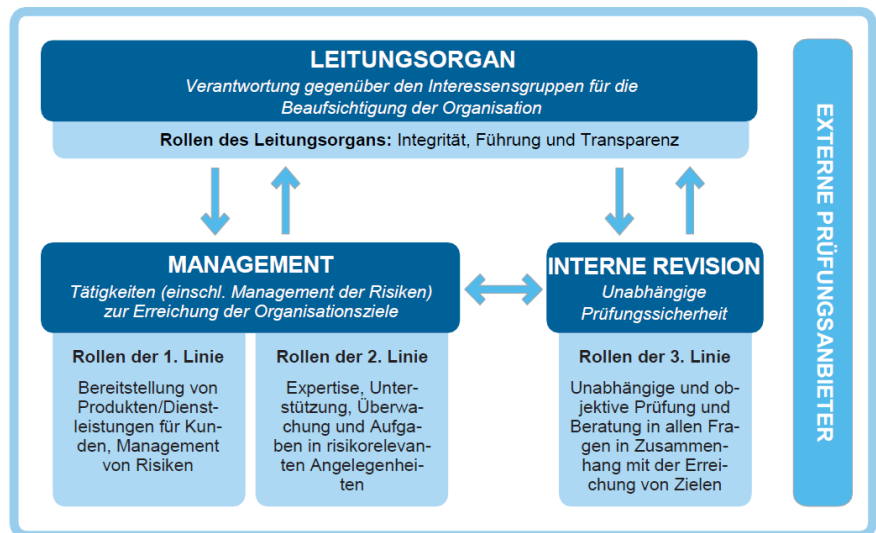 LEITUNGSORGAN
Verantwortung gegenüber den Interessensgruppen für die
Beaufsichtigung der Organisation
Rollen des Leitungsorgans: Integrität, Führung und Transparenz
MANAGEMENT
Tätigkeiten (einschl. Management der Risiken)
zur Erreichung der Organisationsziele
Rollen der 1. Linie
Bereitstellung von
Produkten/Dienst-
leistungen für Kun-
den, Management
von Risiken
Rollen der 2. Linie
Expertise, Unter-
stützung, Überwa-
chung und Aufga-
ben in risikorelevan-
ten Angelegenhei-
ten
INTERNE REVISION
Unabhängige
Prüfungssicherheit
Rollen der 3. Linie
Unabhängige und ob-
jektive Prüfung und
Beratung in allen Fra-
gen in Zusammen-
hang mit der Errei-
chung von Zielen
EXTERNE PRÜFUNGSANBIETER